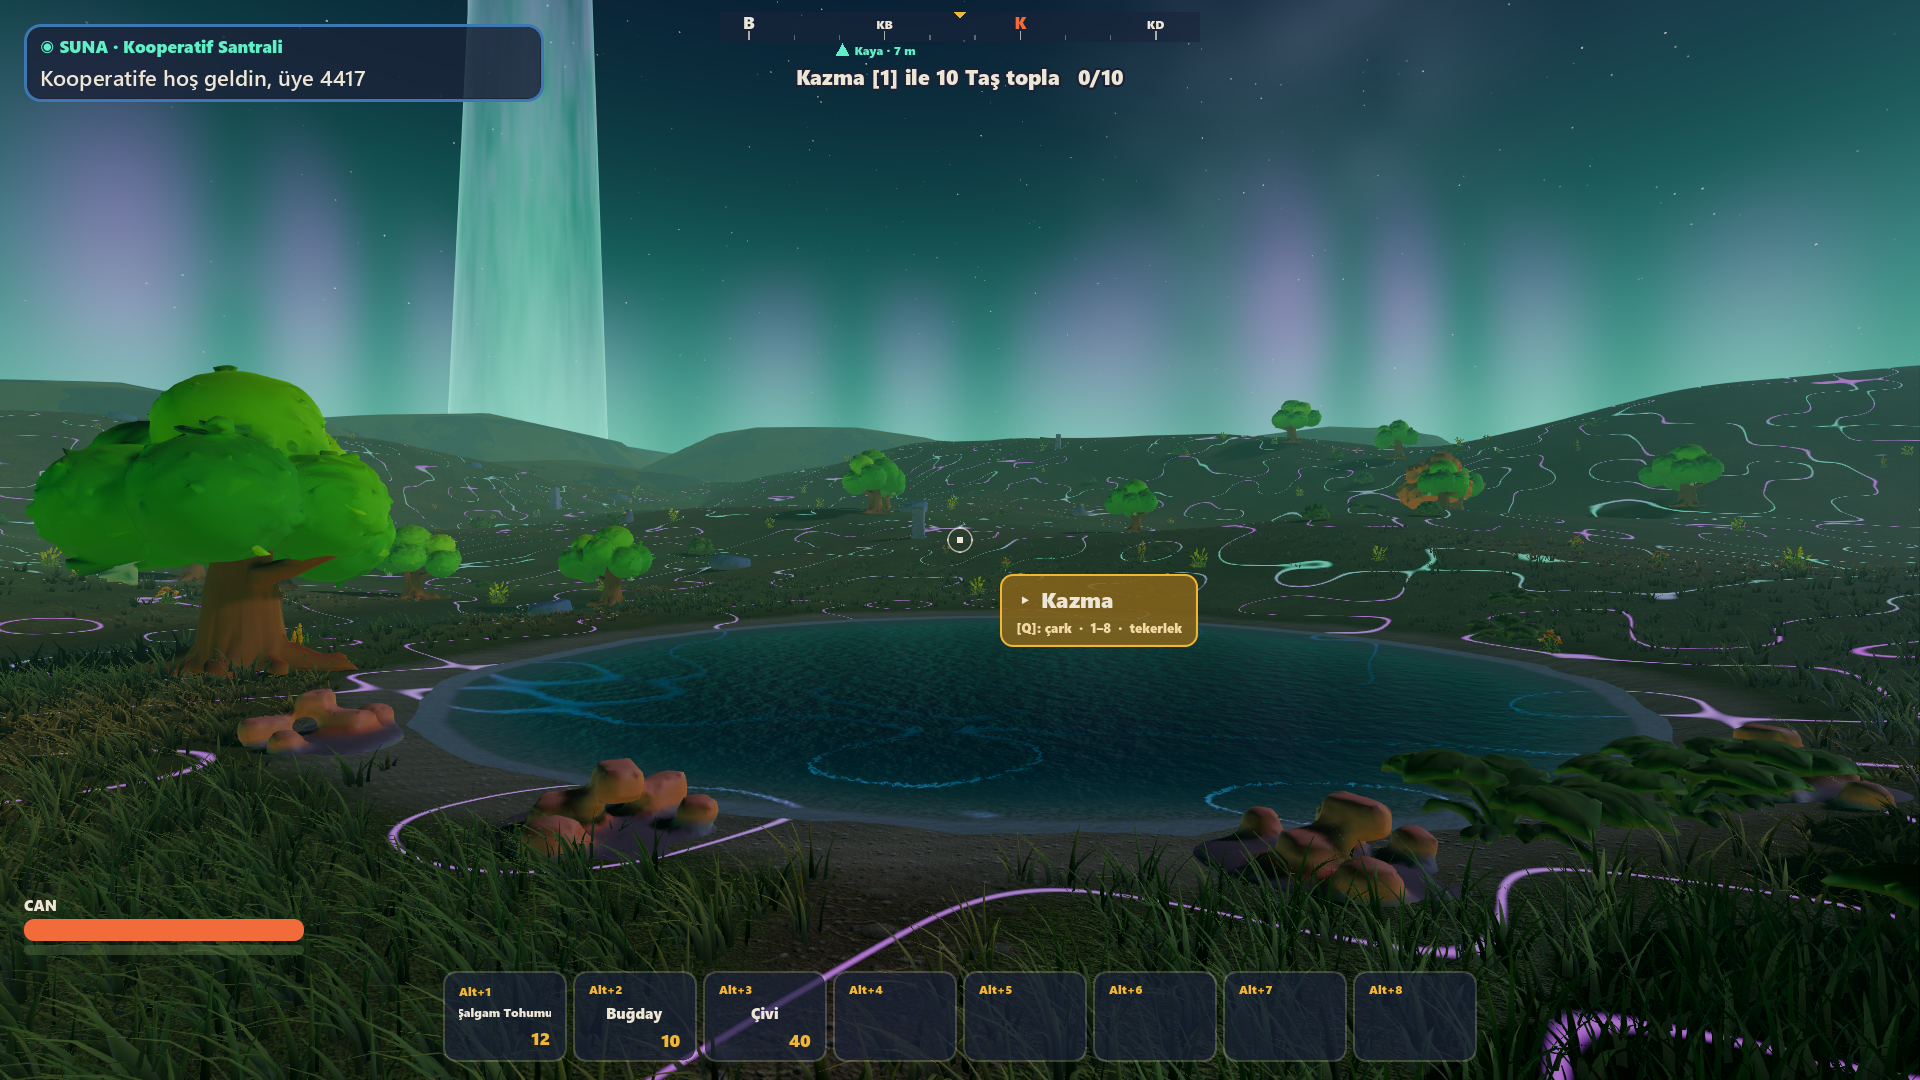 SUNA · Kooperatif Santrali
Kooperatife hoş geldin, üye 4417
B KB K KD
Kaya · 7 m
Kazma [1] ile 10 Taş topla 0/10
Kazma
[Q]: çark · 1–8 · tekerlek
CAN
Alt+1 Alt+2 Alt+3 Alt+4 Alt+5 Alt+6 Alt+7 Alt+8
Şalgam Tohumu Buğday Çivi
12 10 40